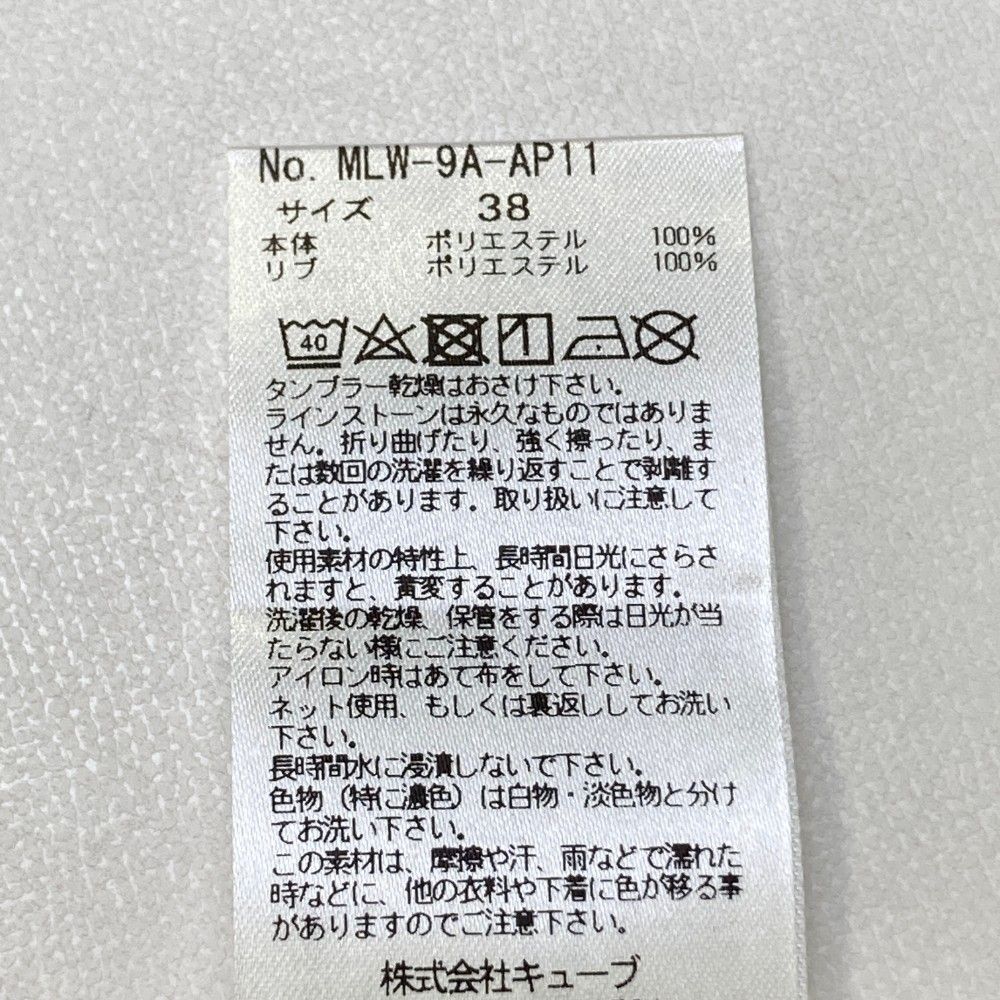 No. MLW-9A-AP11
サイズ 38
本体 ポリエステル 100%
リブ ポリエステル 100%
40
タンブラー乾燥はおさけ下さい。
ラインストーンは永久なものではありま
せん。折り曲げたり、強く擦ったり、ま
たは数回の洗濯を繰り返すことで剥離す
ることがあります。取り扱いに注意して
下さい。
使用素材の特性上、長時間日光にさらさ
れますと、黄変することがあります。
洗濯後の乾燥、保管をする際は日光が当
たらない様にご注意ください。
アイロン時はあて布をして下さい。
ネット使用、もしくは裏返ししてお洗い
下さい。
長時間水に浸漬しないで下さい。
色物（特に濃色）は白物・淡色物と分け
てお洗い下さい。
この素材は、摩擦や汗、雨などで濡れた
時などに、他の衣料や下着に色が移る事
がありますのでご注意下さい。
株式会社キューブ